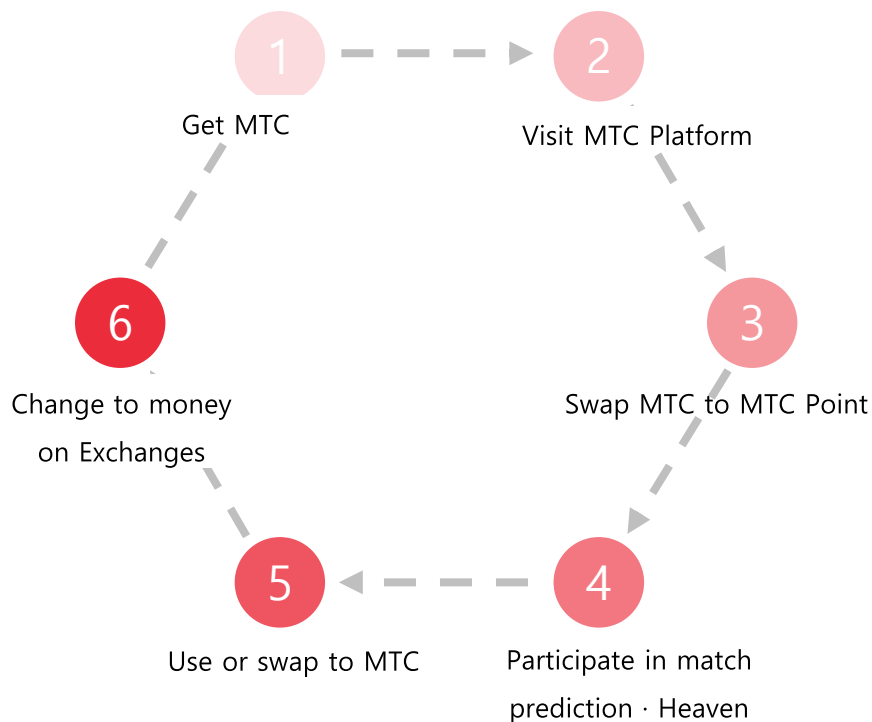 1
Get MTC
2
Visit MTC Platform
3
Swap MTC to MTC Point
4
Participate in match
prediction · Heaven
5
Use or swap to MTC
6
Change to money
on Exchanges